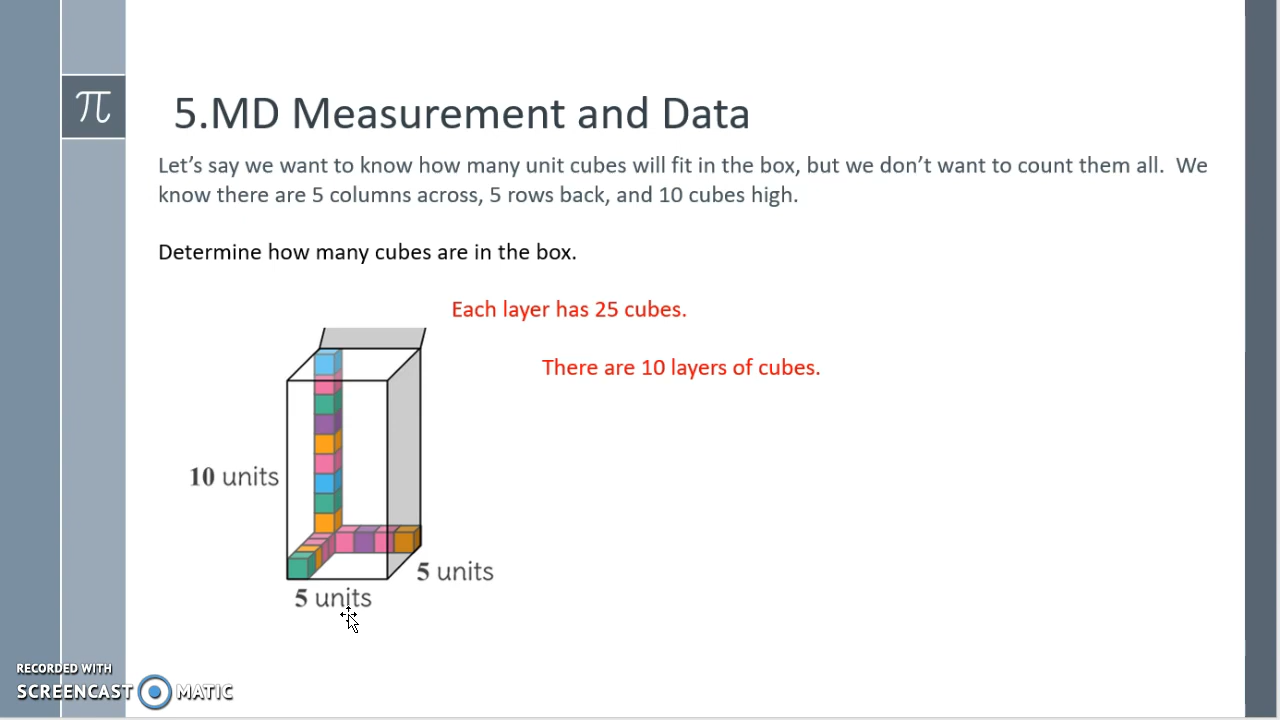 π
5.MD Measurement and Data
Let’s say we want to know how many unit cubes will fit in the box, but we don’t want to count them all.  We
know there are 5 columns across, 5 rows back, and 10 cubes high.
Determine how many cubes are in the box.
Each layer has 25 cubes.
There are 10 layers of cubes.
10 units
5 units
5 units
RECORDED WITH
SCREENCAST MATIC